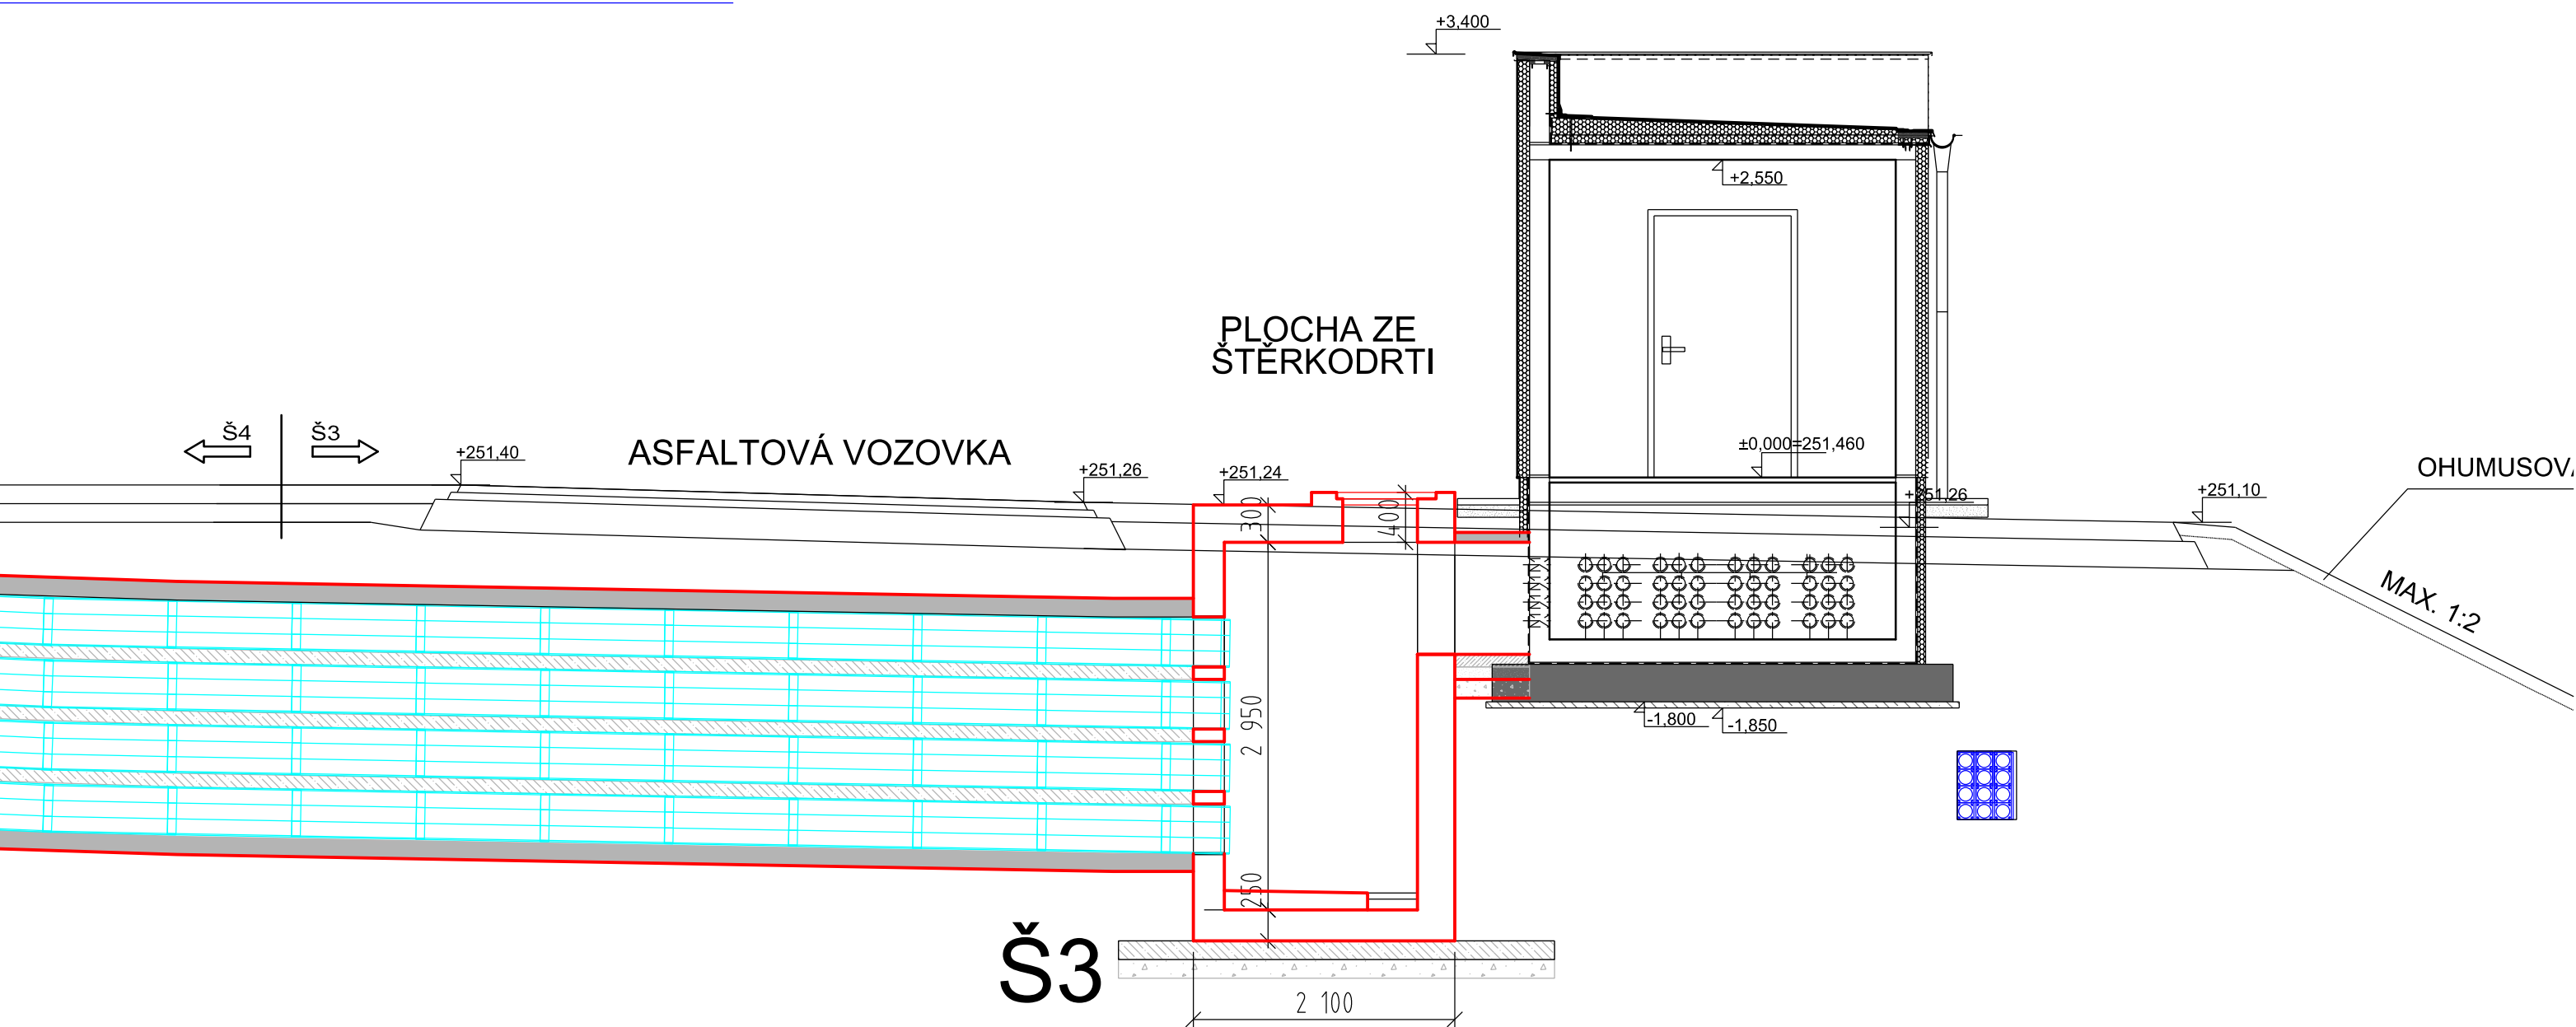 +3,400
+2,550
PLOCHA ZE
ŠTĚRKODRTI
Š4
Š3
+251,40
ASFALTOVÁ VOZOVKA
+251,26
+251,24
±0,000=251,460
+251,26
+251,10
OHUMUSOVÁ
300
400
MAX. 1:2
2 950
-1,800
-1,850
250
Š3
2 100